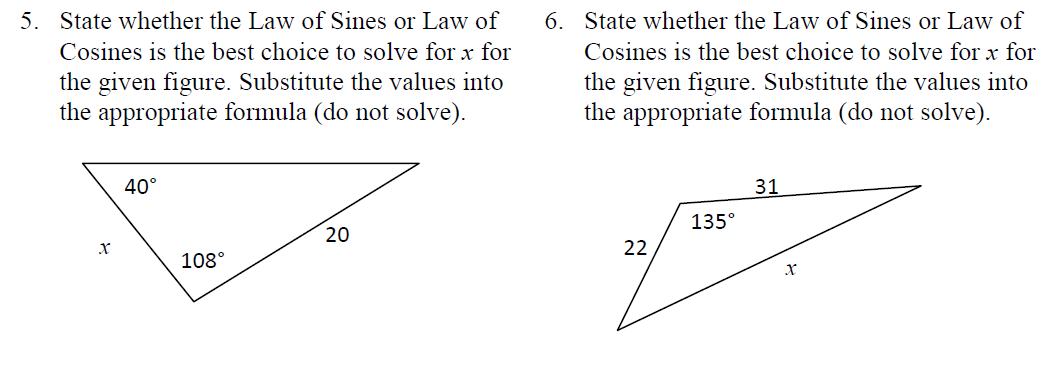 5. State whether the Law of Sines or Law of
Cosines is the best choice to solve for x for
the given figure. Substitute the values into
the appropriate formula (do not solve).
40°
x
108°
20
6. State whether the Law of Sines or Law of
Cosines is the best choice to solve for x for
the given figure. Substitute the values into
the appropriate formula (do not solve).
31
135°
22
x